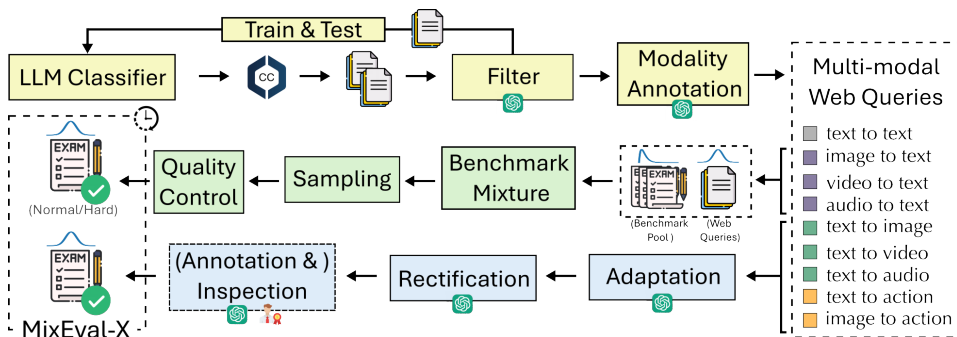 Train & Test
LLM Classifier
CC
Filter
Modality
Annotation
Multi-modal
Web Queries
text to text
image to text
video to text
audio to text
text to image
text to video
text to audio
text to action
image to action
EXAM
(Normal/Hard)
Quality
Control
Sampling
Benchmark
Mixture
EXAM
(Benchmark
Pool )
(Web
Queries)
EXAM
MixEval-X
(Annotation & )
Inspection
Rectification
Adaptation